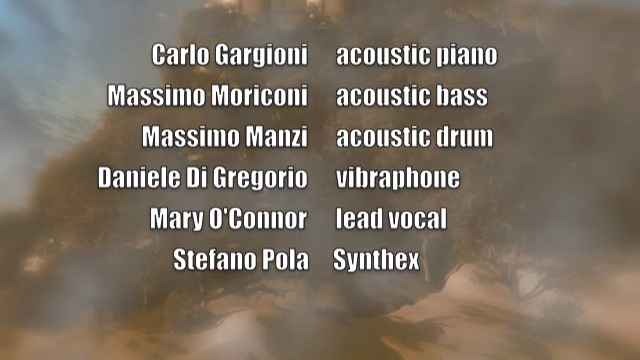 Carlo Gargioni acoustic piano
Massimo Moriconi acoustic bass
Massimo Manzi acoustic drum
Daniele Di Gregorio vibraphone
Mary O'Connor lead vocal
Stefano Pola Synthex